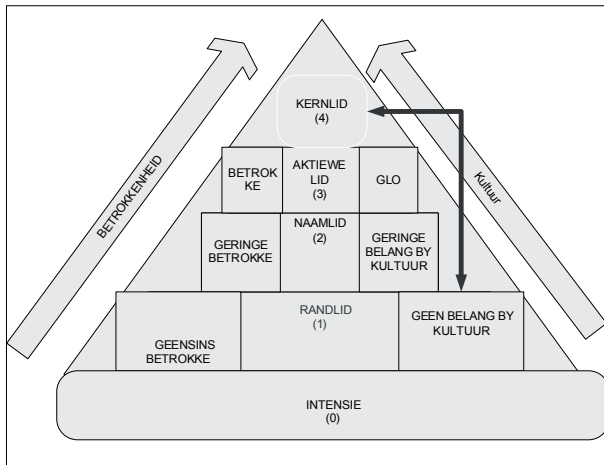 KERNLID
(4)
BETROKKENHEID
Kultuur
BETROK
KE
AKTIEWE
LID
(3)
GLO
GERINGE
BETROKKE
NAAMLID
(2)
GERINGE
BELANG BY
KULTUUR
GEENSINS
BETROKKE
RANDLID
(1)
GEEN BELANG BY
KULTUUR
INTENSIE
(0)